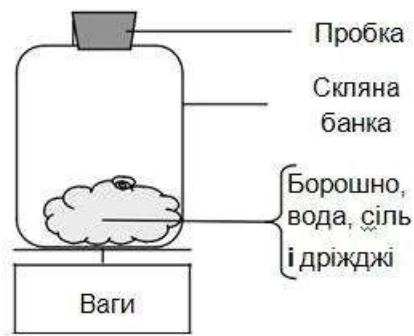 Пробка
Скляна
банка
Борошно,
вода, сіль
і дріжджі
Ваги